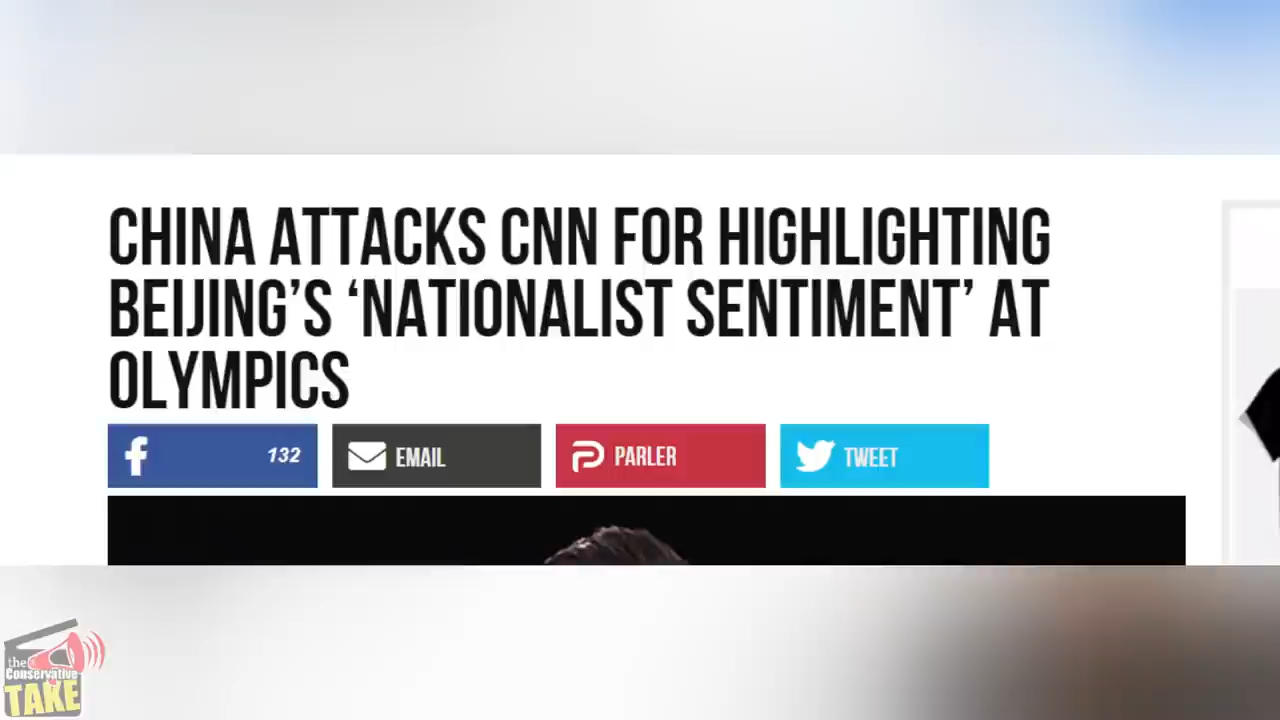 CHINA ATTACKS CNN FOR HIGHLIGHTING
BEIJING'S ‘NATIONALIST SENTIMENT’ AT
OLYMPICS
132
EMAIL
PARLER
TWEET
the
Conservative
TAKE